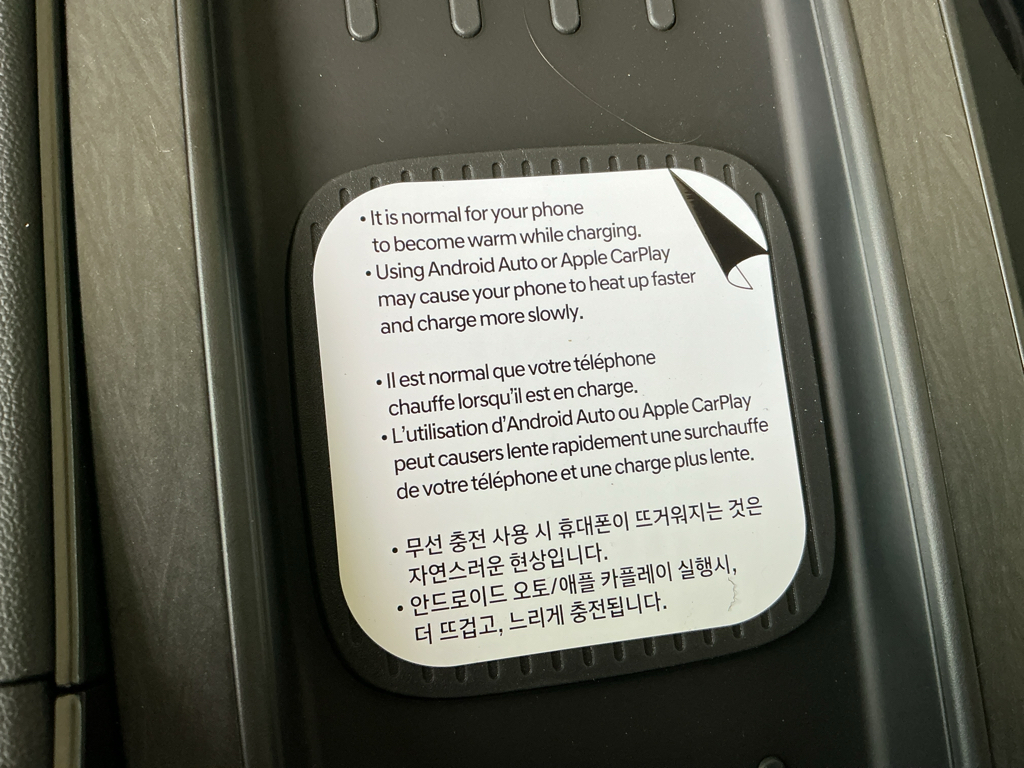 • It is normal for your phone
to become warm while charging.
• Using Android Auto or Apple CarPlay
may cause your phone to heat up faster
and charge more slowly.
• Il est normal que votre téléphone
chauffe lorsqu'il est en charge.
• L'utilisation d'Android Auto ou Apple CarPlay
peut causers lente rapidement une surchauffe
de votre téléphone et une charge plus lente.
• 무선 충전 사용 시 휴대폰이 뜨거워지는 것은
자연스러운 현상입니다.
• 안드로이드 오토/애플 카플레이 실행시,
더 뜨겁고, 느리게 충전됩니다.